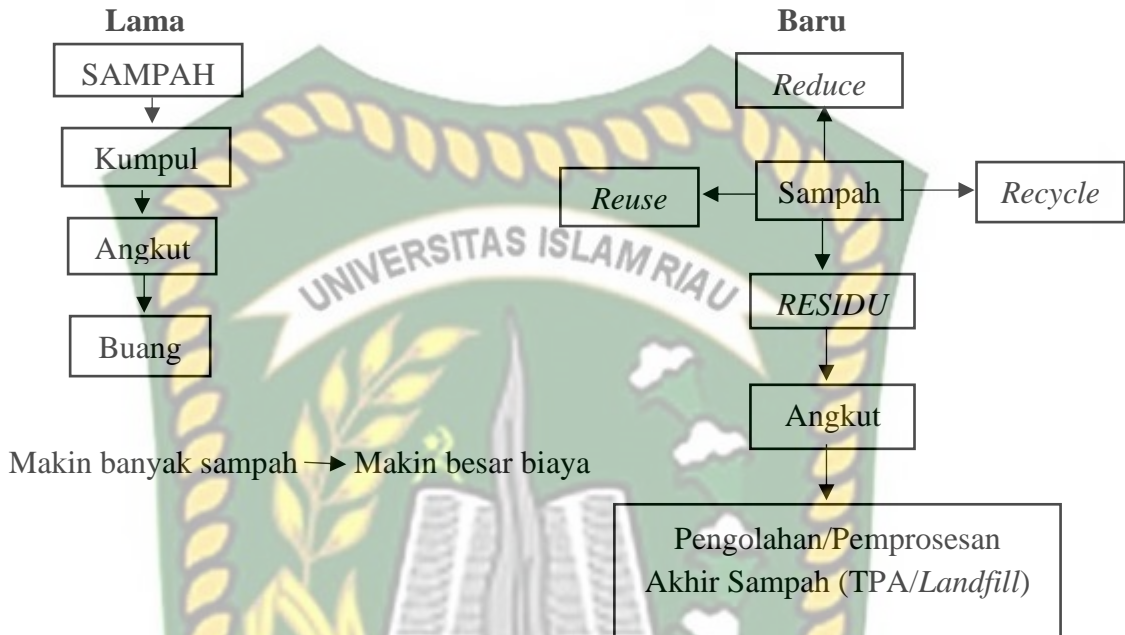 Lama
SAMPAH
Kumpul
Angkut
Buang
Makin banyak sampah
Makin besar biaya
Baru
Reduce
Reuse
Sampah
Recycle
RESIDU
Angkut
Pengolahan/Pemprosesan
Akhir Sampah (TPA/Landfill)
UNIVERSITAS ISLAM RIAU